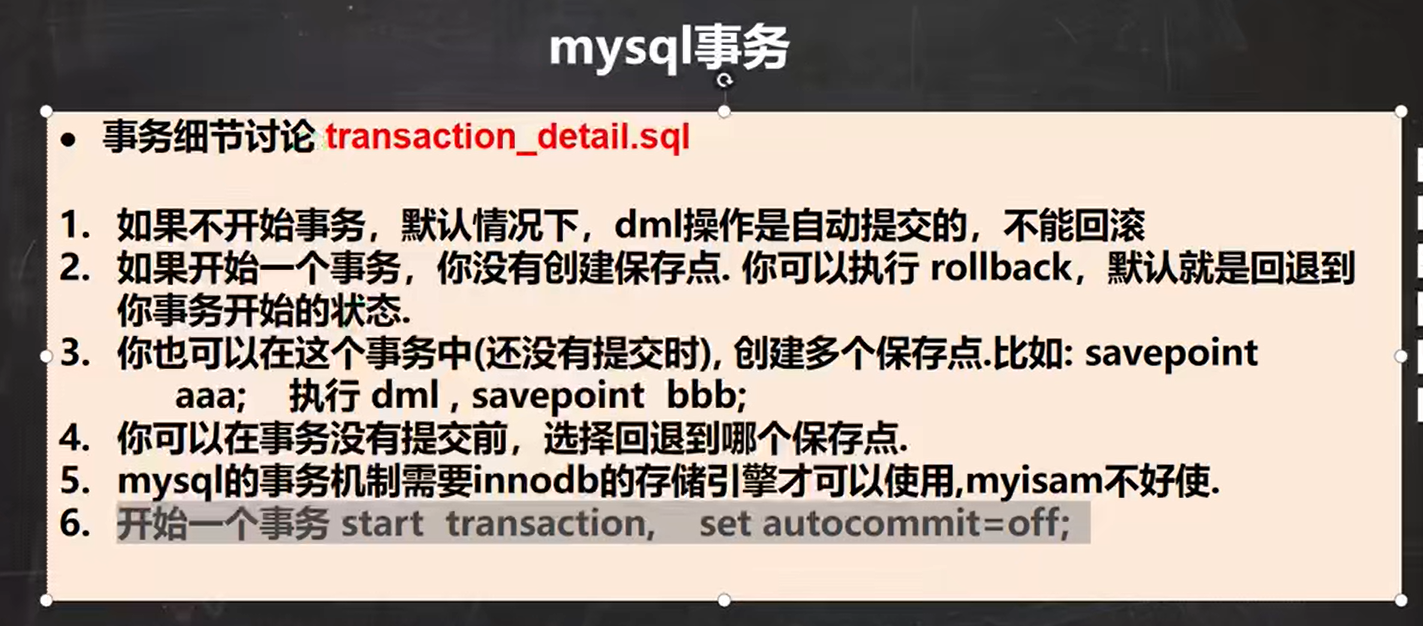 mysql事务
• 事务细节讨论 transaction_detail.sql
1. 如果不开始事务，默认情况下，dml操作是自动提交的，不能回滚
2. 如果开始一个事务，你没有创建保存点. 你可以执行 rollback，默认就是回退到
你事务开始的状态.
3. 你也可以在这个事务中(还没有提交时), 创建多个保存点.比如: savepoint
aaa; 执行 dml , savepoint bbb;
4. 你可以在事务没有提交前，选择回退到哪个保存点.
5. mysql的事务机制需要innodb的存储引擎才可以使用,myisam不好使.
6. 开始一个事务 start transaction, set autocommit=off;